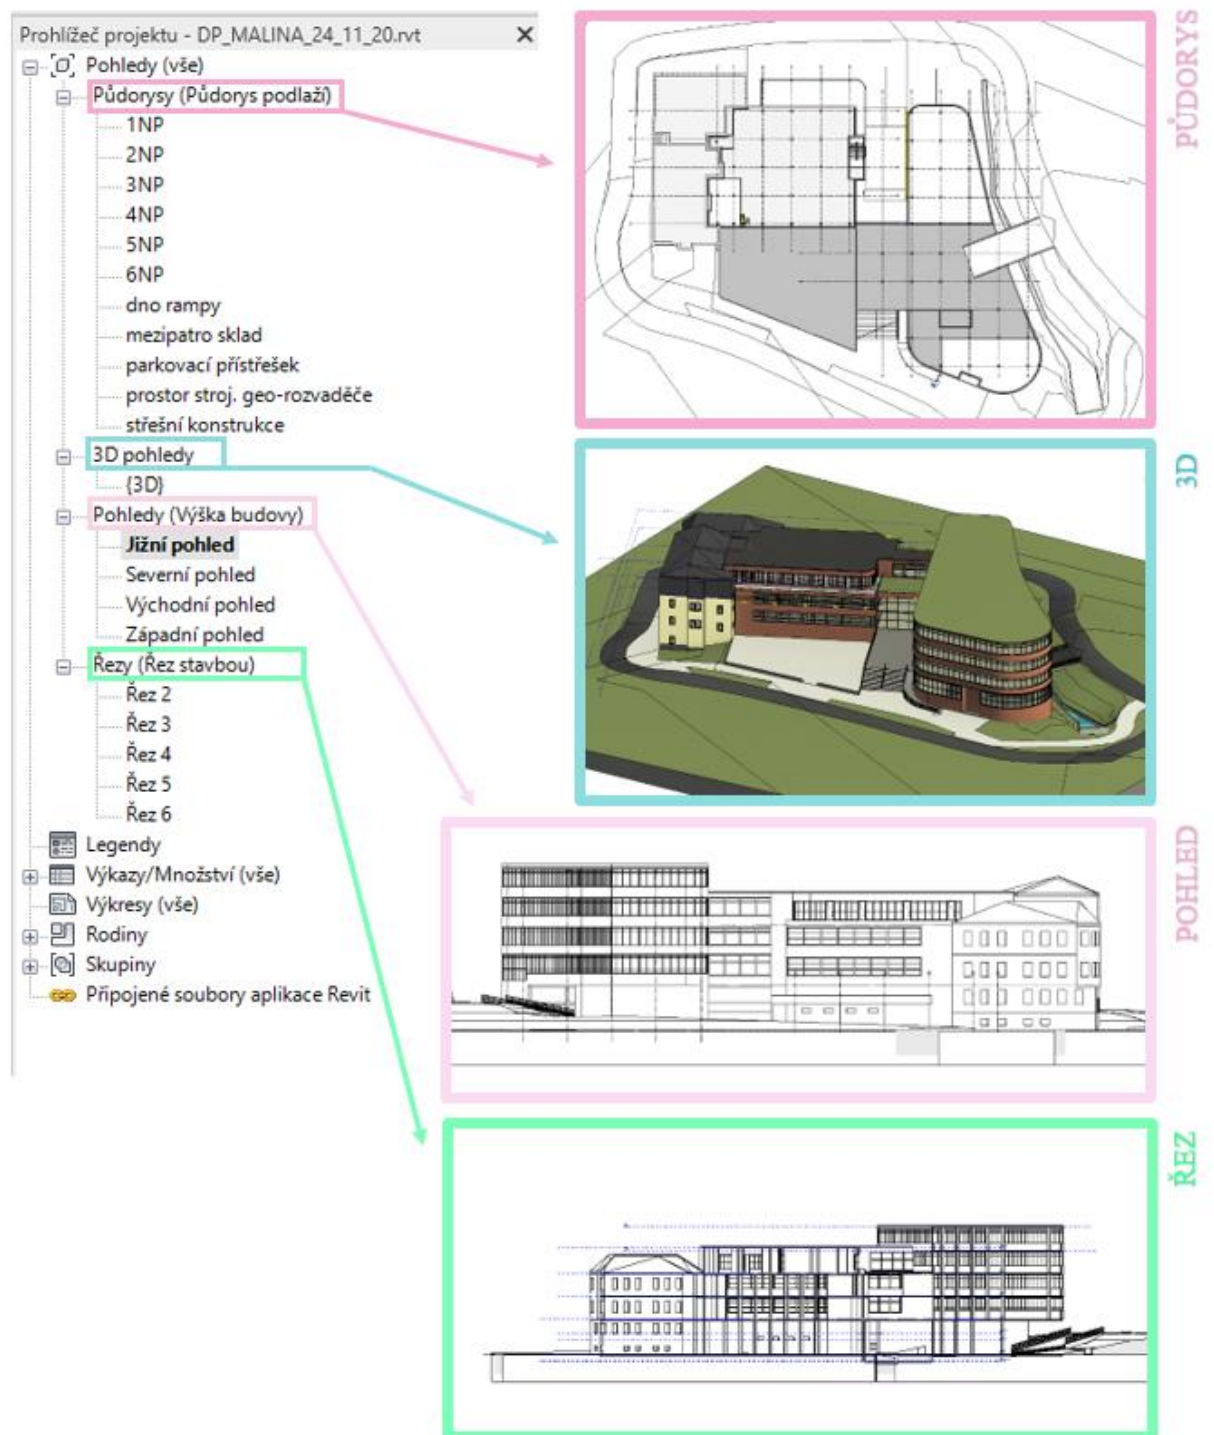 Prohlížeč projektu - DP_MALINA_24_11_20.rvt
Pohledy (vše)
Půdorysy (Půdorys podlaží)
1NP
2NP
3NP
4NP
5NP
6NP
dno rampy
mezipatro sklad
parkovací přístřešek
prostor stroj. geo-rozvaděče
střešní konstrukce
3D pohledy
{3D}
Pohledy (Výška budovy)
Jižní pohled
Severní pohled
Východní pohled
Západní pohled
Řezy (Řez stavbou)
Řez 2
Řez 3
Řez 4
Řez 5
Řez 6
Legendy
Výkazy/Množství (vše)
Výkresy (vše)
Rodiny
Skupiny
Připojené soubory aplikace Revit
PŮDORYS
3D
POHLED
ŘEZ